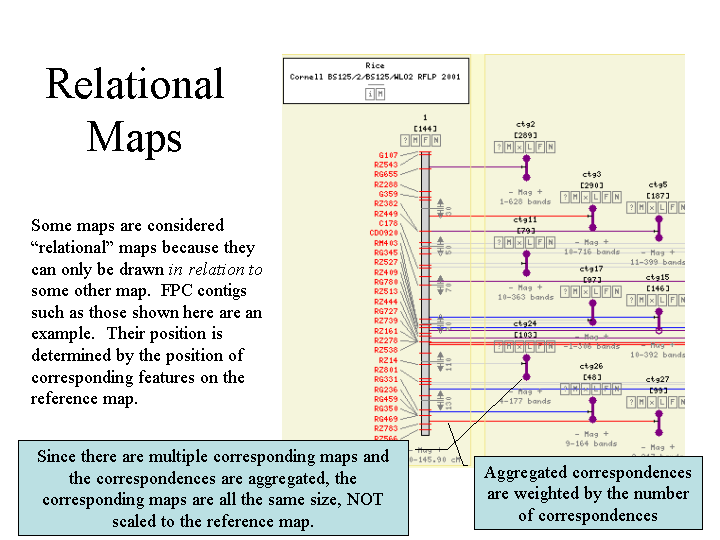 Relational
Maps
Some maps are considered
“relational” maps because they
can only be drawn in relation to
some other map. FPC contigs
such as those shown here are an
example. Their position is
determined by the position of
corresponding features on the
reference map.
Rice
Cornell BS125/2/BS125/WL02 RFLP 2001
i M
1
[144]
? M F N
G107
RZ543
RG655
RZ288
G359
RZ382
RZ449
C178
CDO920
RM403
RG345
RZ527
RZ409
RG780
RZ513
RZ444
RG727
RZ739
RZ161
RZ278
RZ538
RZ14
RZ801
RG331
RG236
RG459
RG350
RG469
RZ783
RZ566
30
50
70
110
130
0-145.90 cM
ctg2
[289]
? M x L F N
- Mag +
1-628 bands
ctg3
[290]
? M x L F N
- Mag +
10-716 bands
ctg5
[187]
? M x L F N
- Mag +
11-399 bands
ctg11
[79]
? M x L F N
- Mag +
10-363 bands
ctg17
[97]
? M x L F N
- Mag +
bands
ctg15
[146]
? M x L F N
- Mag +
10-392 bands
ctg24
[103]
? M x L F N
- Mag +
4-177 bands
ctg26
[48]
? M x L F N
- Mag +
9-164 bands
ctg27
[99]
? M x L F N
- Mag +
bands
Since there are multiple corresponding maps and
the correspondences are aggregated, the
corresponding maps are all the same size, NOT
scaled to the reference map.
Aggregated correspondences
are weighted by the number
of correspondences